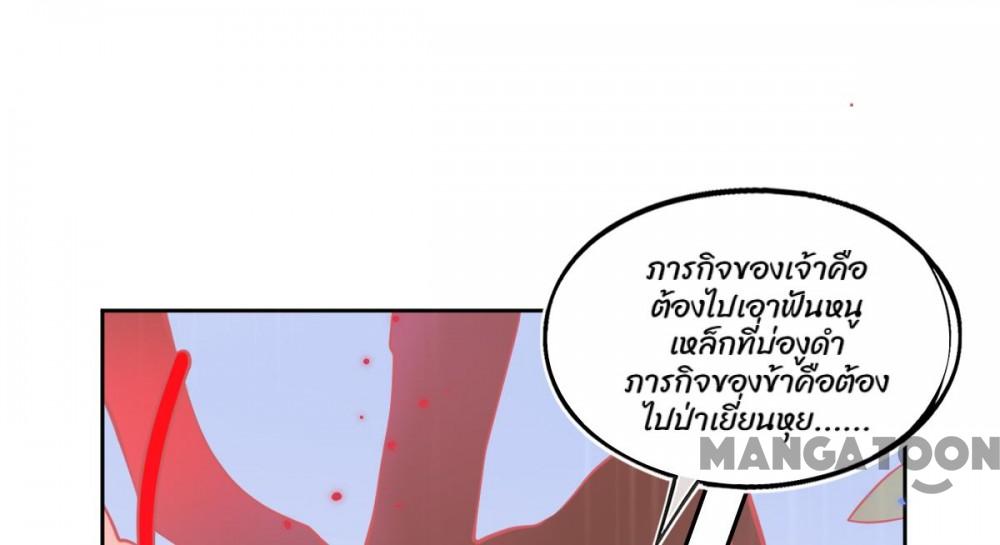 ภารกิจของเจ้าคือ
ต้องไปเอาฟันหนู
เหล็กที่บ่องูดำ
ภารกิจของข้าคือต้อง
ไปป่าเยี่ยนหุย......
MANGATOON